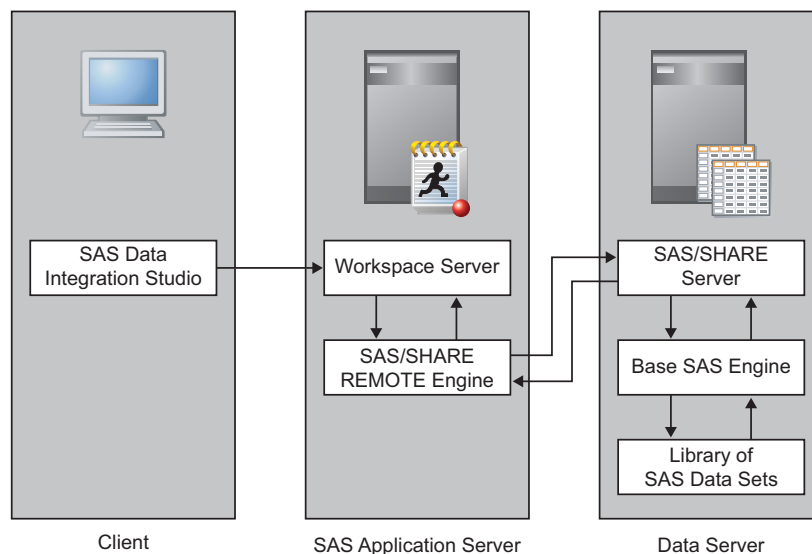 SAS Data
Integration Studio
Workspace Server
SAS/SHARE
REMOTE Engine
SAS/SHARE
Server
Base SAS Engine
Library of
SAS Data Sets
Client
SAS Application Server
Data Server